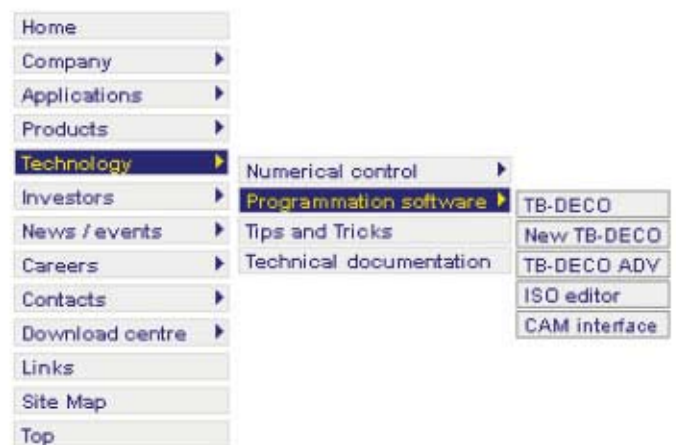 Home
Company
Applications
Products
Technology
Investors
News / events
Careers
Contacts
Download centre
Links
Site Map
Top
Numerical control
Programmation software
Tips and Tricks
Technical documentation
TB-DECO
New TB-DECO
TB-DECO ADV
ISO editor
CAM interface